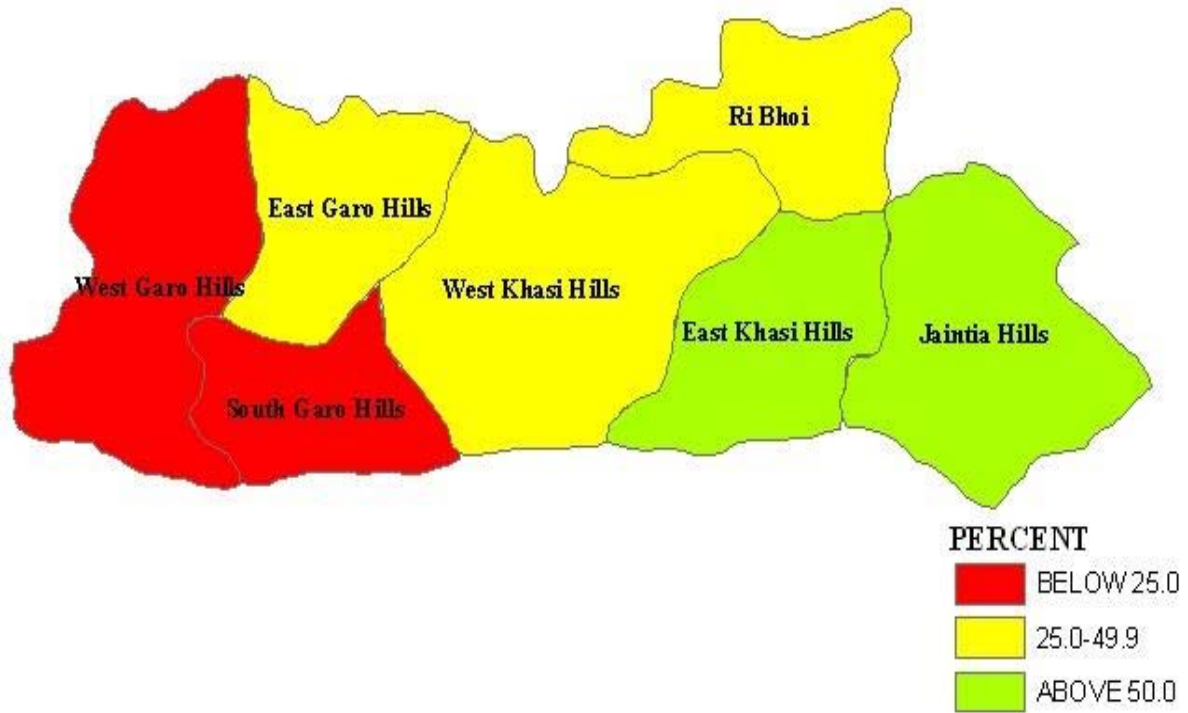 Ri Bhoi
East Garo Hills
West Garo Hills
West Khasi Hills
East Khasi Hills
Jaintia Hills
South Garo Hills
PERCENT
BELOW 25.0
25.0-49.9
ABOVE 50.0